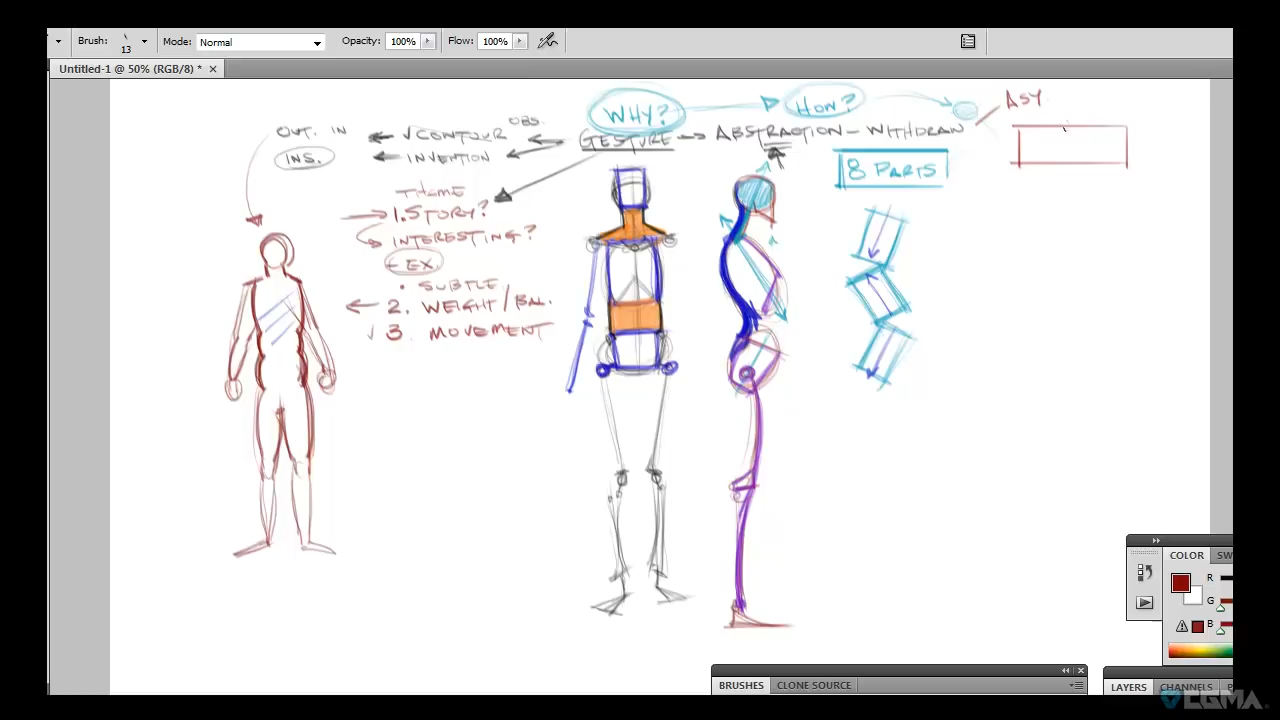 Brush: 13 Mode: Normal Opacity: 100% Flow: 100%
Untitled-1 @ 50% (RGB/8) *
WHY? HOW? ASY
OUT. IN √CONTOUR OBS. GESTURE ABSTRACTION - WITHDRAW
INS. INVENTION
8 PARTS
THEME
1. STORY?
INTERESTING?
- EX.
• SUBTLE
2. WEIGHT/BAL.
√ 3. MOVEMENT
COLOR SW
R
G
B
BRUSHES CLONE SOURCE
LAYERS CHANNELS P
CGMA